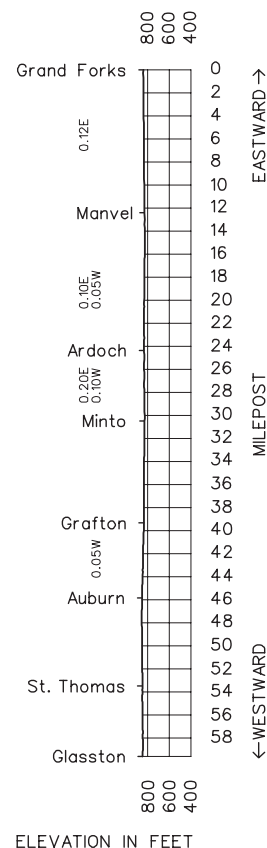 800 600 400
Grand Forks 0
2
4
0.12E 6
8
10
Manvel 12
14
16
0.10E 18
0.05W 20
22
Ardoch 24
0.20E 26
0.10W 28
Minto 30
32
34
36
38
Grafton 40
0.05W 42
44
Auburn 46
48
50
52
St. Thomas 54
56
58
Glasston
800 600 400
EASTWARD →
MILEPOST
←WESTWARD
ELEVATION IN FEET